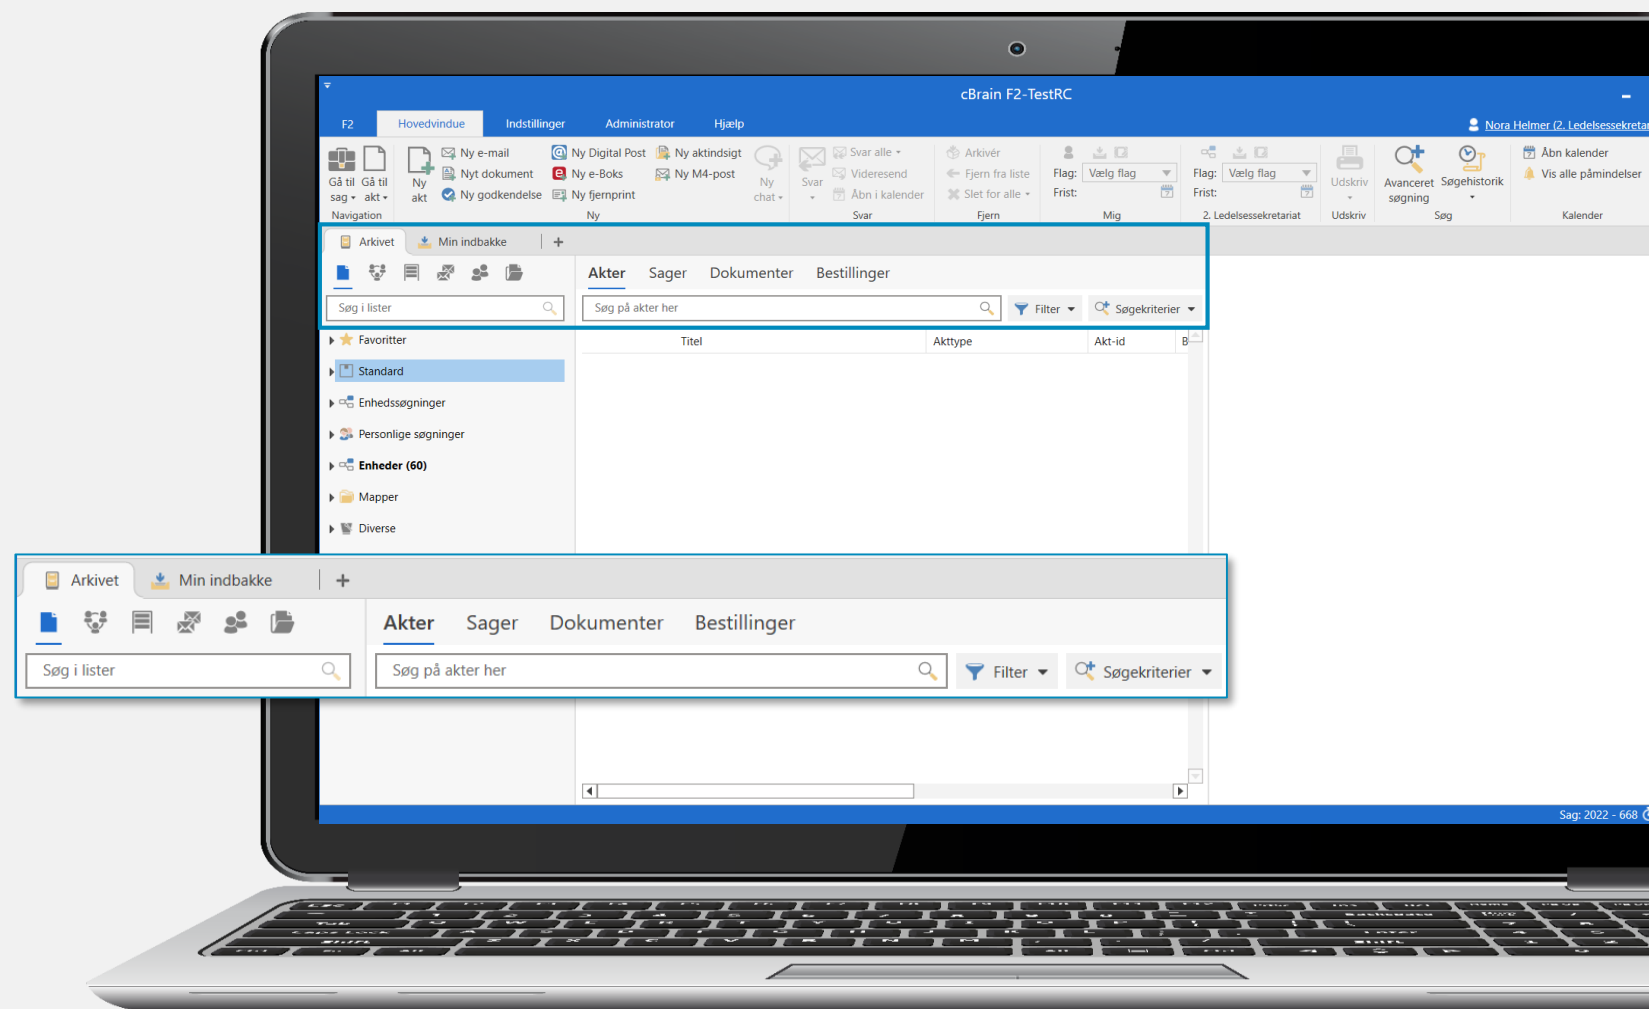 cBrain F2-TestRC
F2 Hovedvindue Indstillinger Administrator Hjælp
Nora Helmer (2. Ledelsessekretar
Gå til sag
Gå til akt
Navigation
Ny akt
Ny e-mail
Nyt dokument
Ny godkendelse
Ny Digital Post
Ny e-Boks
Ny fjernprint
Ny aktindsigt
Ny M4-post
Ny chat
Ny
Svar
Svar alle
Videresend
Åbn i kalender
Svar
Arkivér
Fjern fra liste
Slet for alle
Fjern
Flag: Vælg flag
Frist:
Mig
Flag: Vælg flag
Frist:
2. Ledelsessekretariat
Udskriv
Udskriv
Avanceret søgning
Søgehistorik
Søg
Åbn kalender
Vis alle påmindelser
Kalender
Arkivet Min indbakke +
Akter Sager Dokumenter Bestillinger
Søg i lister
Søg på akter her
Filter
Søgekriterier
Titel Akttype Akt-id B
Favoritter
Standard
Enhedssøgninger
Personlige søgninger
Enheder (60)
Mapper
Diverse
Arkivet Min indbakke +
Akter Sager Dokumenter Bestillinger
Søg i lister
Søg på akter her
Filter
Søgekriterier
Sag: 2022 - 668